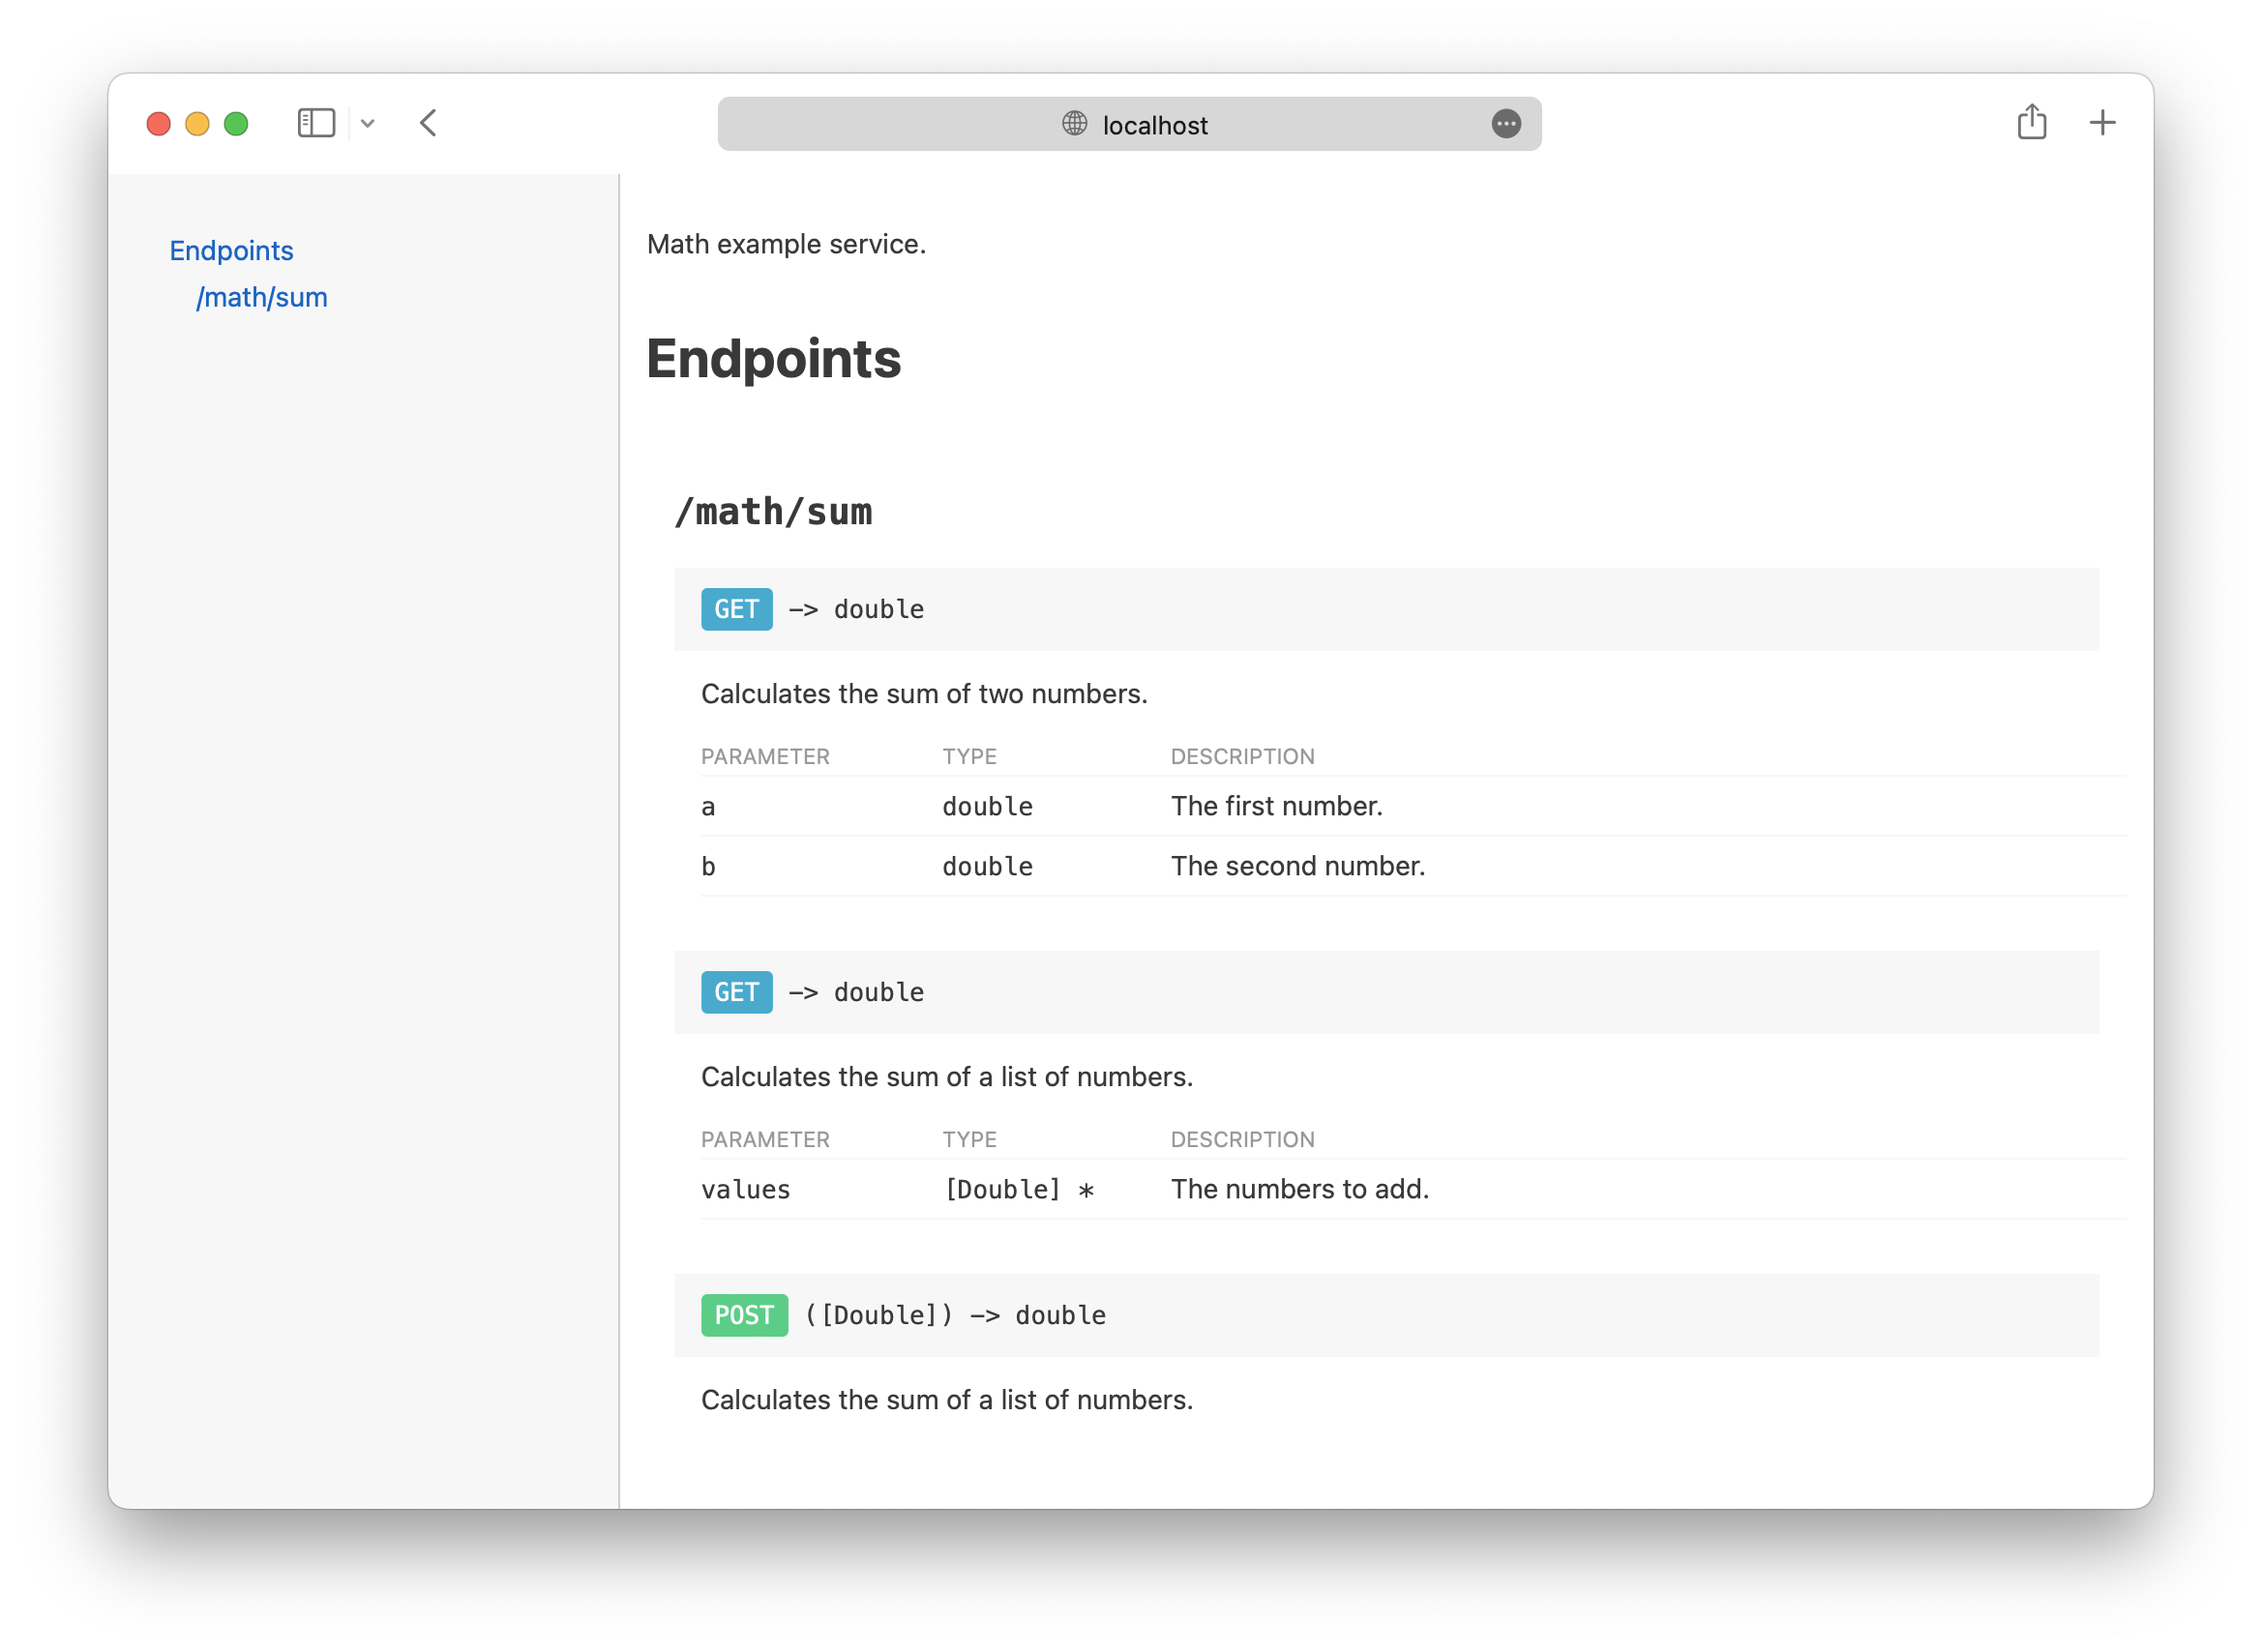 localhost
Endpoints
/math/sum
Math example service.
Endpoints
/math/sum
GET -> double
Calculates the sum of two numbers.
PARAMETER TYPE DESCRIPTION
a double The first number.
b double The second number.
GET -> double
Calculates the sum of a list of numbers.
PARAMETER TYPE DESCRIPTION
values [Double] * The numbers to add.
POST ([Double]) -> double
Calculates the sum of a list of numbers.